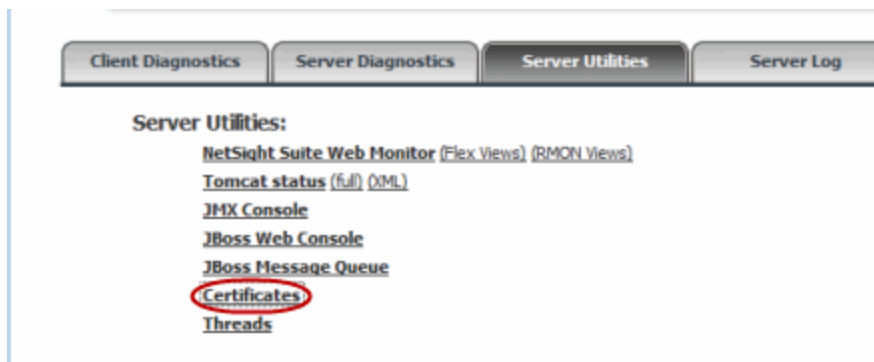 Client Diagnostics Server Diagnostics Server Utilities Server Log
Server Utilities:
NetSight Suite Web Monitor (Flex Views) (RMON Views)
Tomcat status (full) (XML)
JMX Console
JBoss Web Console
JBoss Message Queue
Certificates
Threads